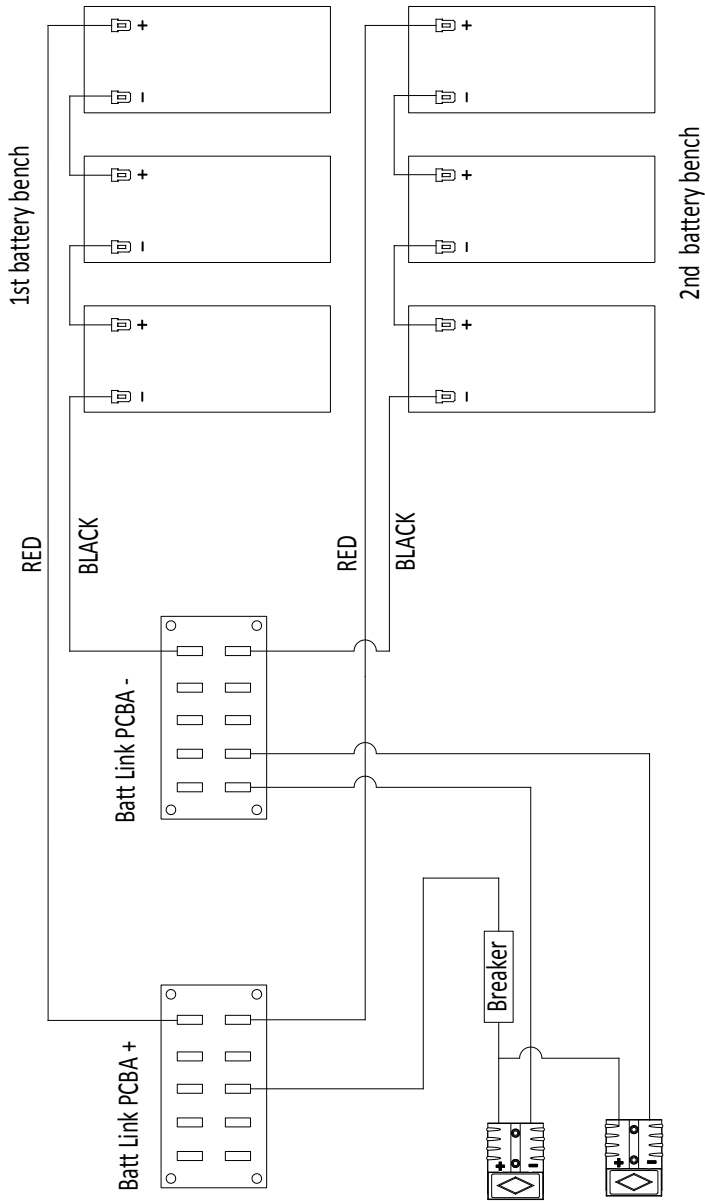 1st battery bench
RED
BLACK
Batt Link PCBA +
Batt Link PCBA -
− + − + − +
RED
BLACK
− + − + − +
Breaker
+
−
+
−
2nd battery bench